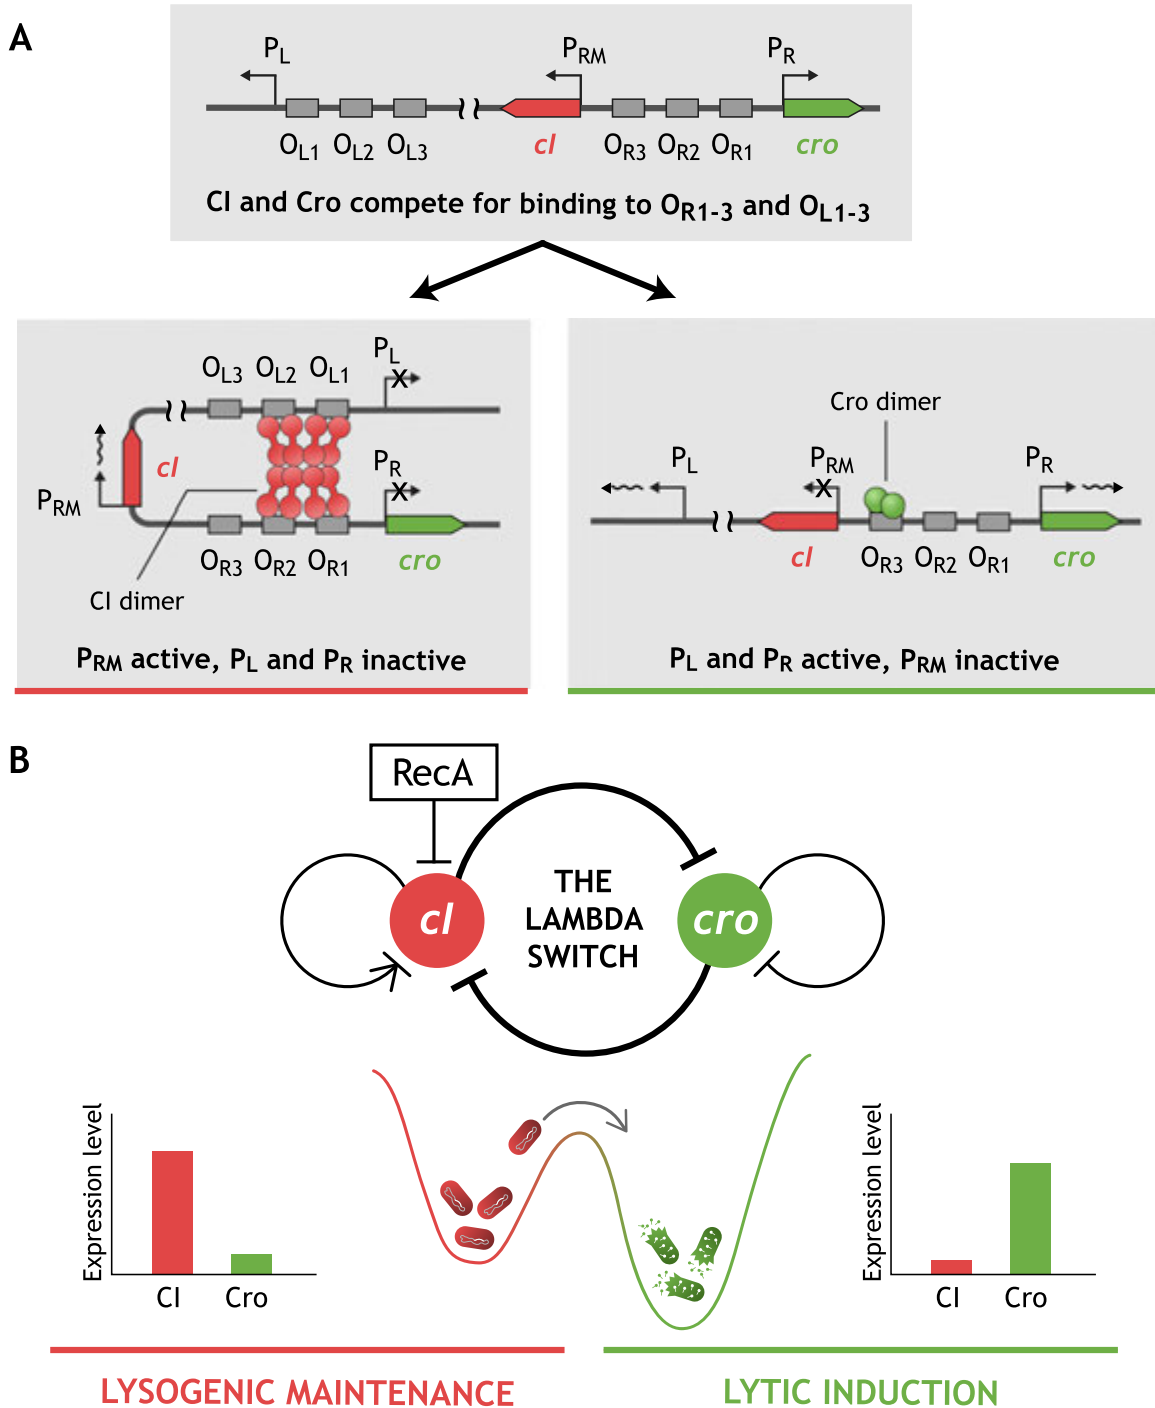 A
PL PRM PR
OL1 OL2 OL3 cI OR3 OR2 OR1 cro
CI and Cro compete for binding to OR1-3 and OL1-3
OL3 OL2 OL1 PL
cI
PRM
PR
OR3 OR2 OR1 cro
CI dimer
PRM active, PL and PR inactive
Cro dimer
PL PRM PR
cI OR3 OR2 OR1 cro
PL and PR active, PRM inactive
B
RecA
cI
THE
LAMBDA
SWITCH
cro
Expression level
CI Cro
Expression level
CI Cro
LYSOGENIC MAINTENANCE
LYTIC INDUCTION
X
X
X